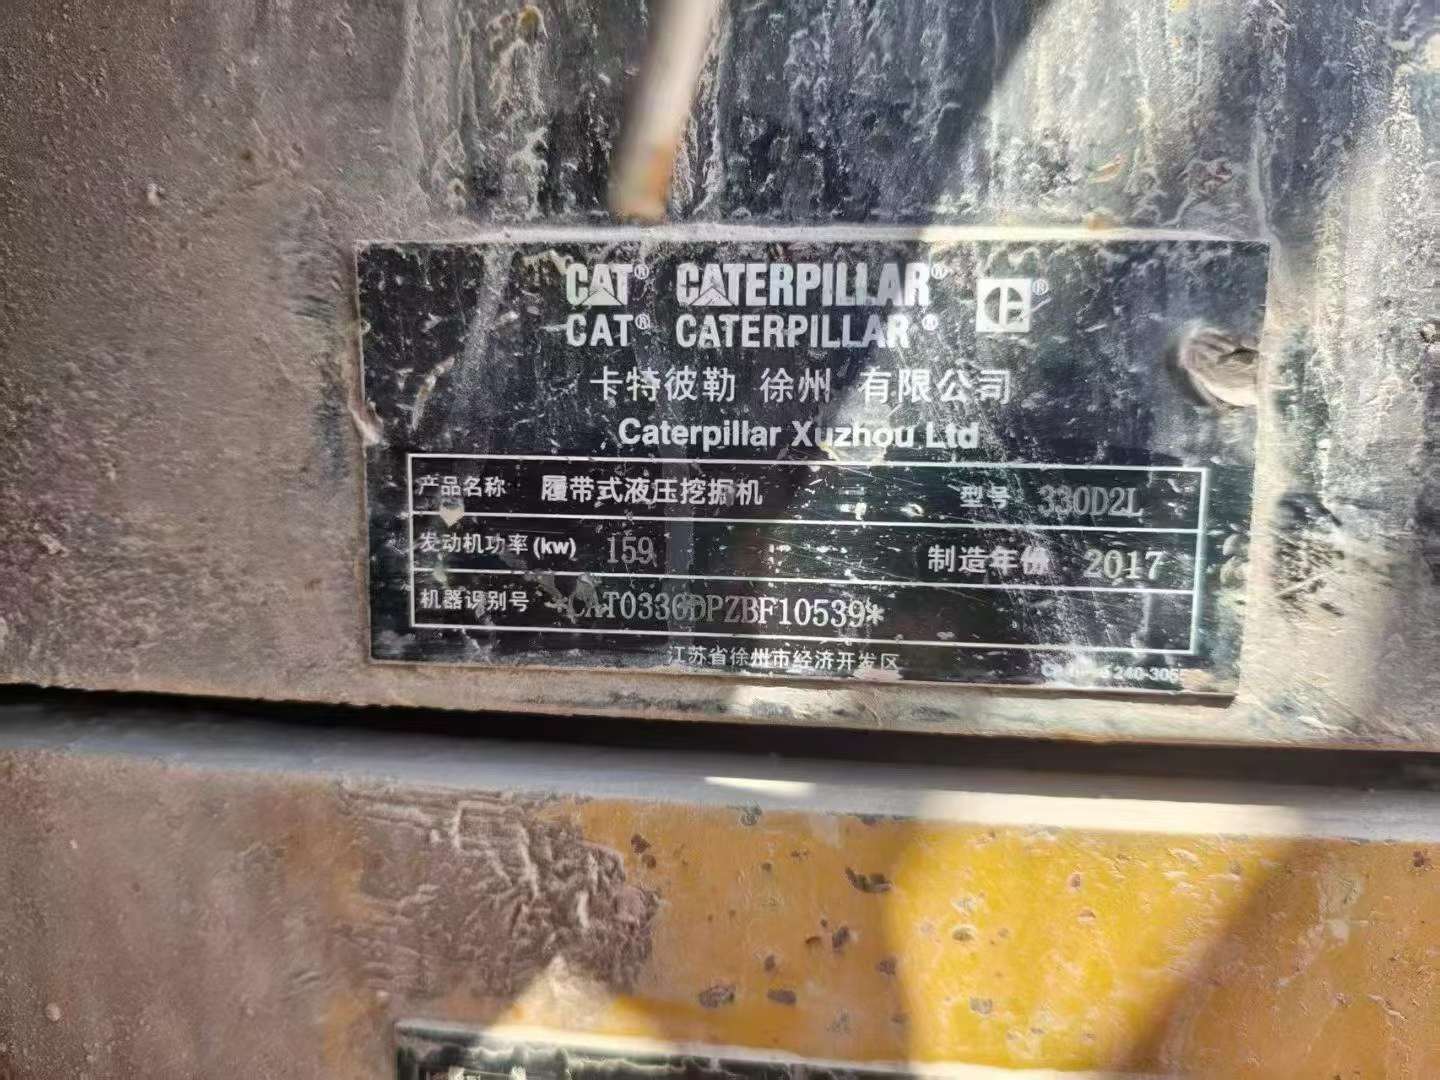 CAT® CATERPILLAR®
CAT® CATERPILLAR®
卡特彼勒 徐州 有限公司
Caterpillar Xuzhou Ltd
产品名称 履带式液压挖掘机 型号 330D2L
发动机功率(kw) 159 制造年份 2017
机器识别号 *CAT0330DPZBF10539*
江苏省徐州市经济开发区
240-3055